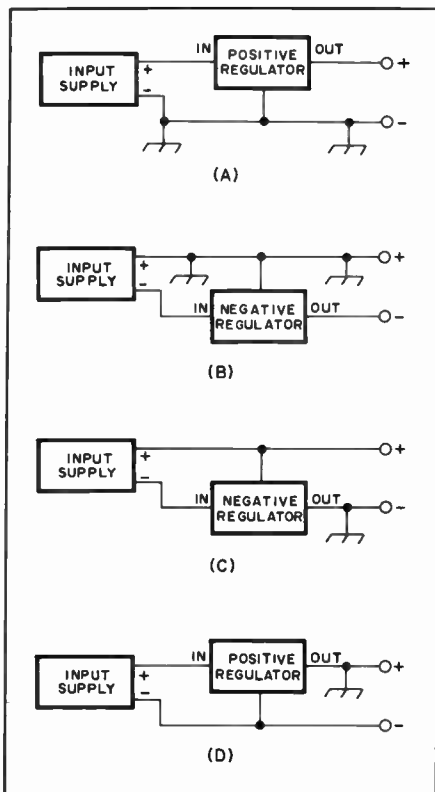 INPUT
SUPPLY
+
-
IN
POSITIVE
REGULATOR
OUT
+
-
(A)
INPUT
SUPPLY
+
-
IN
NEGATIVE
REGULATOR
OUT
+
-
(B)
INPUT
SUPPLY
+
-
IN
NEGATIVE
REGULATOR
OUT
+
-
(C)
INPUT
SUPPLY
+
-
IN
POSITIVE
REGULATOR
OUT
+
-
(D)